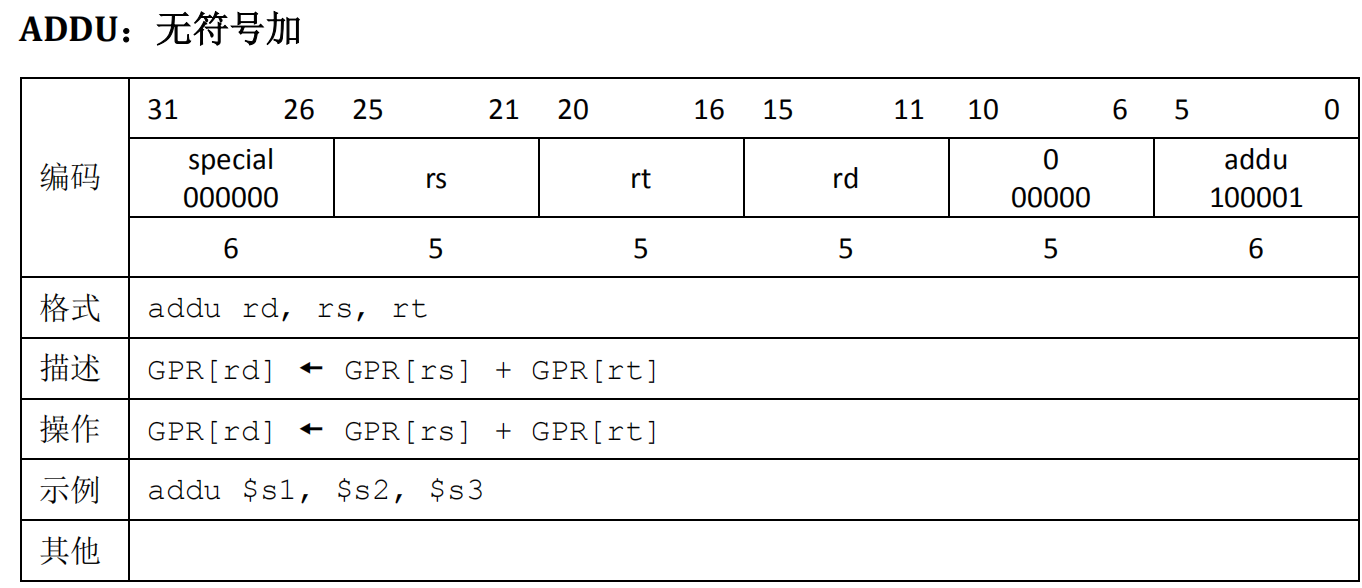 ADDU：无符号加
编码
31 26 25 21 20 16 15 11 10 6 5 0
special rs rt rd 0 addu
000000 00000 100001
6 5 5 5 5 6
格式 addu rd, rs, rt
描述 GPR[rd] ← GPR[rs] + GPR[rt]
操作 GPR[rd] ← GPR[rs] + GPR[rt]
示例 addu $s1, $s2, $s3
其他